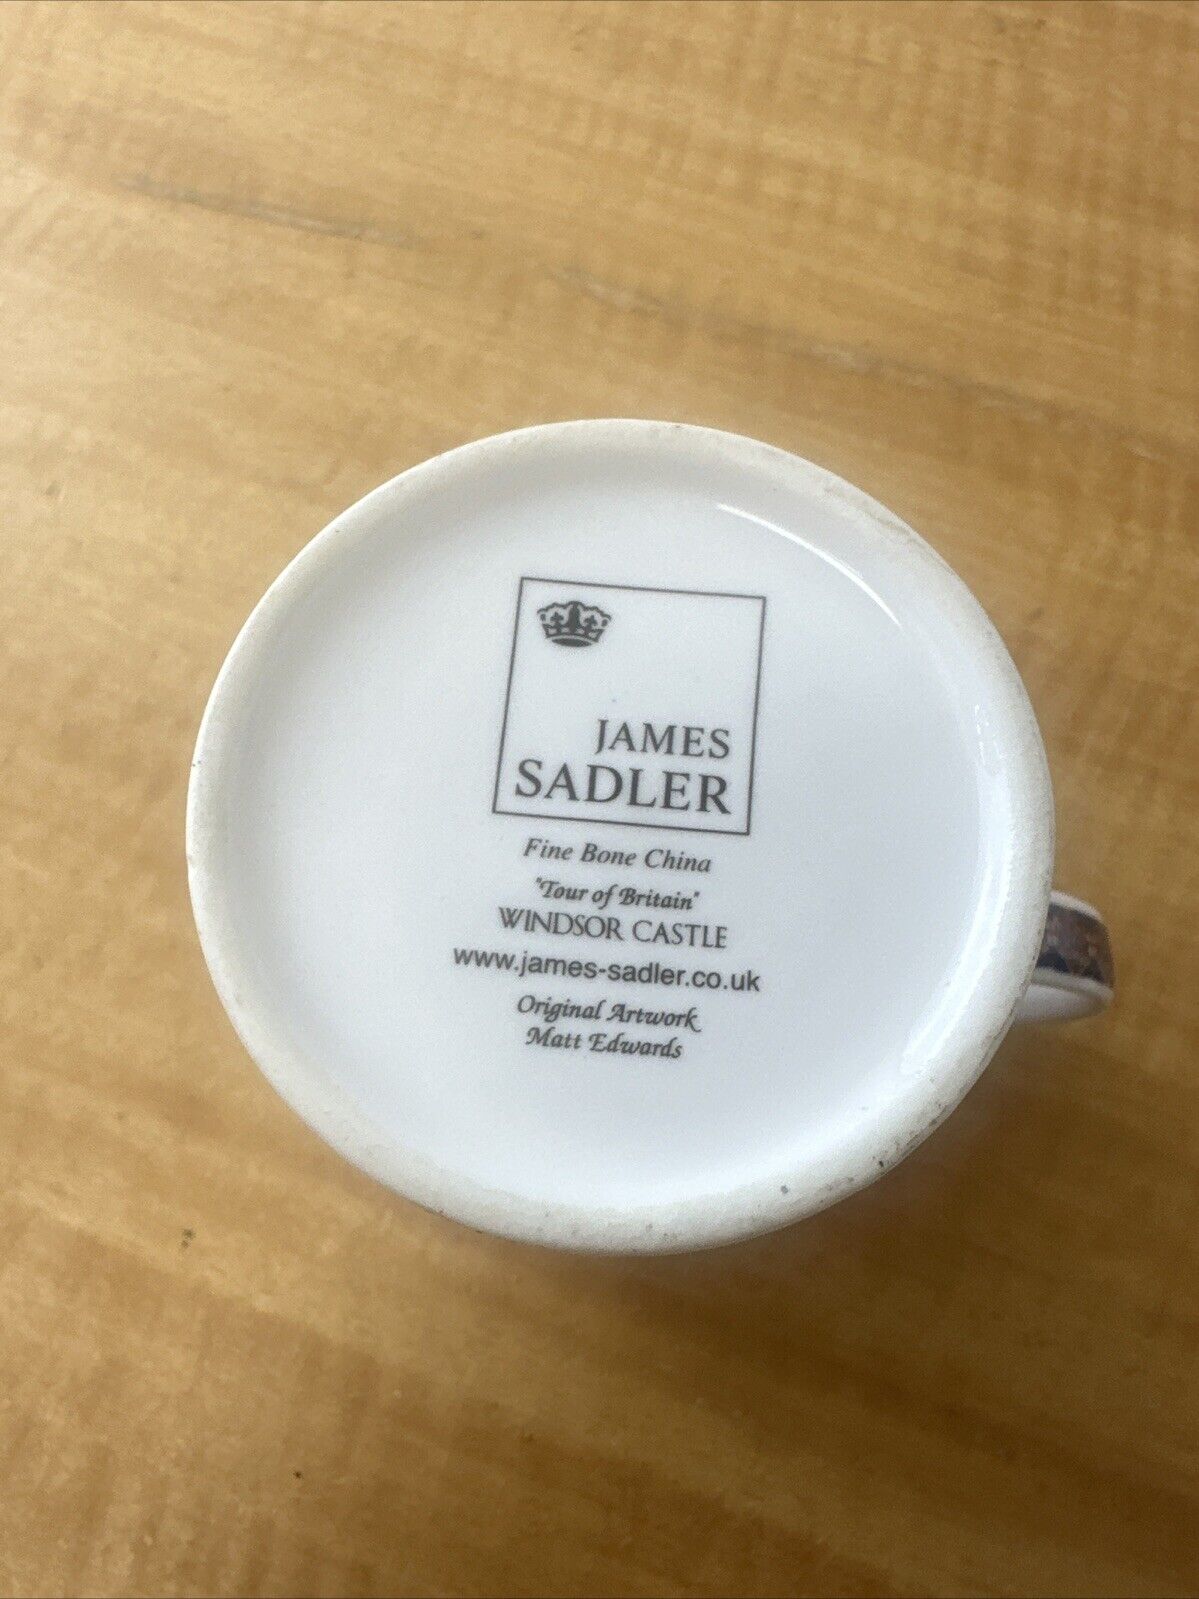 JAMES
SADLER
Fine Bone China
"Tour of Britain"
WINDSOR CASTLE
www.james-sadler.co.uk
Original Artwork
Matt Edwards